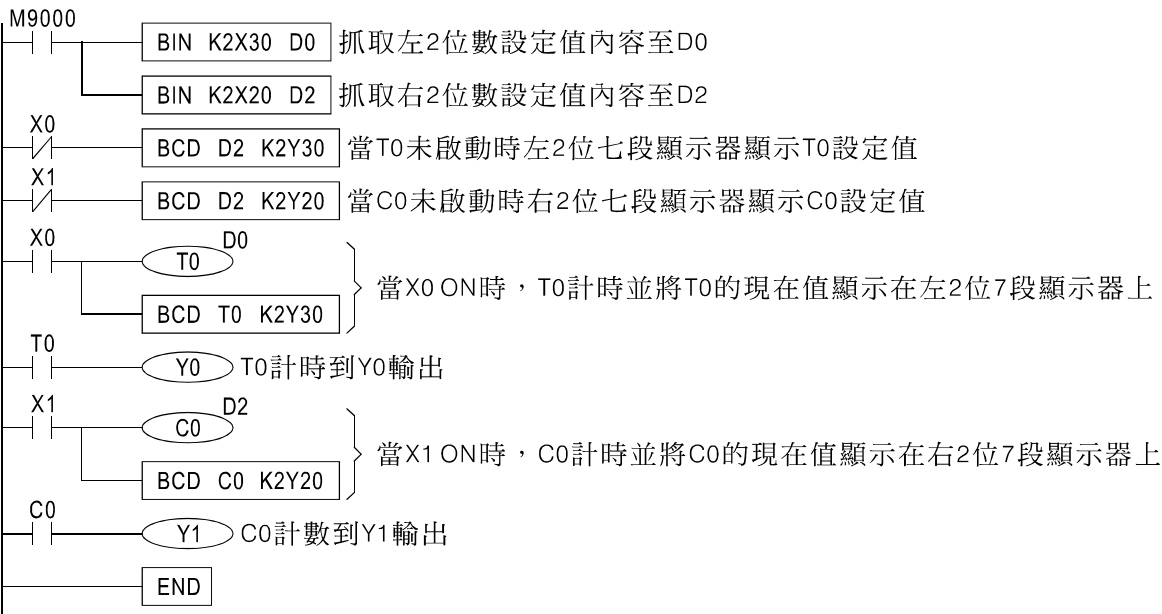 M9000
BIN K2X30 D0 抓取左2位數設定值內容至D0
BIN K2X20 D2 抓取右2位數設定值內容至D2
X0
BCD D2 K2Y30 當T0未啟動時左2位七段顯示器顯示T0設定值
X1
BCD D2 K2Y20 當C0未啟動時右2位七段顯示器顯示C0設定值
X0
D0
T0
當X0 ON時，T0計時並將T0的現在值顯示在左2位7段顯示器上
BCD T0 K2Y30
T0
Y0 T0計時到Y0輸出
X1
D2
C0
當X1 ON時，C0計時並將C0的現在值顯示在右2位7段顯示器上
BCD C0 K2Y20
C0
Y1 C0計數到Y1輸出
END